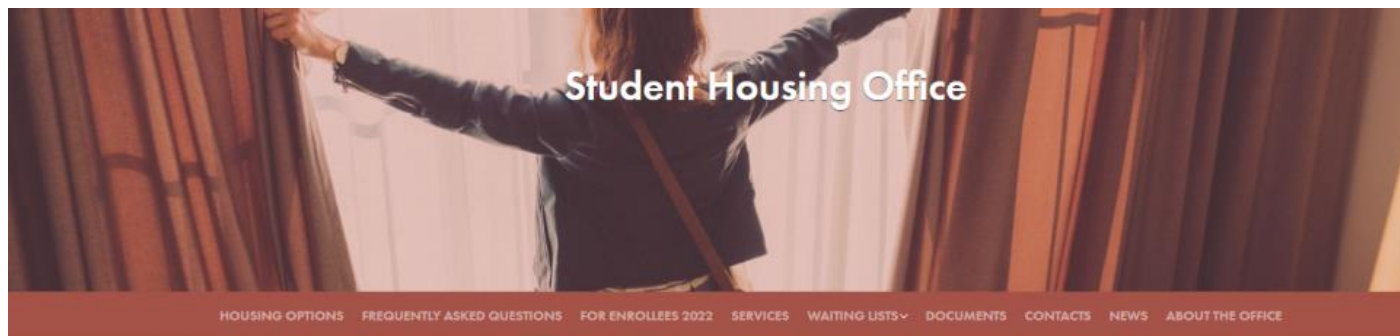 Student Housing Office
HOUSING OPTIONS FREQUENTLY ASKED QUESTIONS FOR ENROLLEES 2022 SERVICES WAITING LISTS DOCUMENTS CONTACTS NEWS ABOUT THE OFFICE